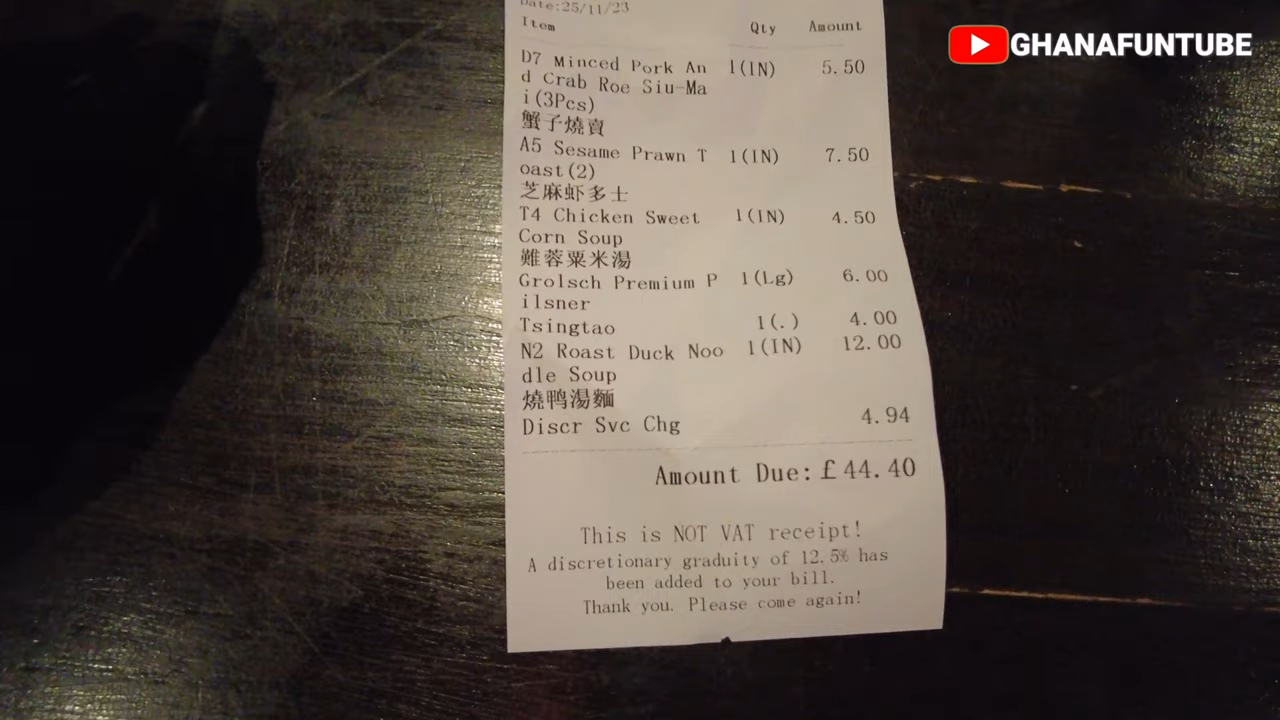 Date:25/11/23
GHANAFUNTUBE
Item Qty Amount
D7 Minced Pork An 1(IN) 5.50
d Crab Roe Siu-Ma
i(3Pcs)
蟹子燒賣
A5 Sesame Prawn T 1(IN) 7.50
oast(2)
芝麻虾多士
T4 Chicken Sweet 1(IN) 4.50
Corn Soup
雞蓉粟米湯
Grolsch Premium P 1(Lg) 6.00
ilsner
Tsingtao 1(.) 4.00
N2 Roast Duck Noo 1(IN) 12.00
dle Soup
燒鸭湯麵
Discr Svc Chg 4.94
Amount Due:£44.40
This is NOT VAT receipt!
A discretionary graduity of 12.5% has
been added to your bill.
Thank you. Please come again!